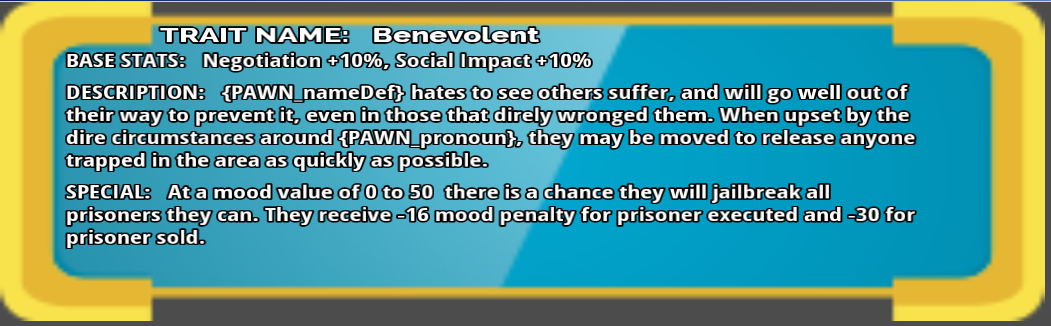 TRAIT NAME: Benevolent
BASE STATS: Negotiation +10%, Social Impact +10%
DESCRIPTION: {PAWN_nameDef} hates to see others suffer, and will go well out of
their way to prevent it, even in those that direly wronged them. When upset by the
dire circumstances around {PAWN_pronoun}, they may be moved to release anyone
trapped in the area as quickly as possible.
SPECIAL: At a mood value of 0 to 50 there is a chance they will jailbreak all
prisoners they can. They receive -16 mood penalty for prisoner executed and -30 for
prisoner sold.